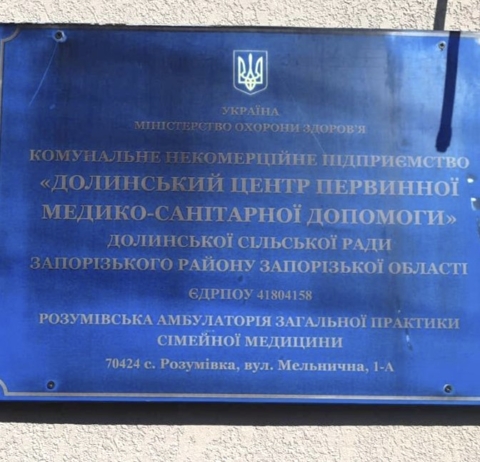 УКРАЇНА
МІНІСТЕРСТВО ОХОРОНИ ЗДОРОВ'Я
КОМУНАЛЬНЕ НЕКОМЕРЦІЙНЕ ПІДПРИЄМСТВО
«ДОЛИНСЬКИЙ ЦЕНТР ПЕРВИННОЇ
МЕДИКО-САНІТАРНОЇ ДОПОМОГИ»
ДОЛИНСЬКОЇ СІЛЬСЬКОЇ РАДИ
ЗАПОРІЗЬКОГО РАЙОНУ ЗАПОРІЗЬКОЇ ОБЛАСТІ
ЄДРПОУ 41804158
РОЗУМІВСЬКА АМБУЛАТОРІЯ ЗАГАЛЬНОЇ ПРАКТИКИ
СІМЕЙНОЇ МЕДИЦИНИ
70424 с. Розумівка, вул. Мельнична, 1-А